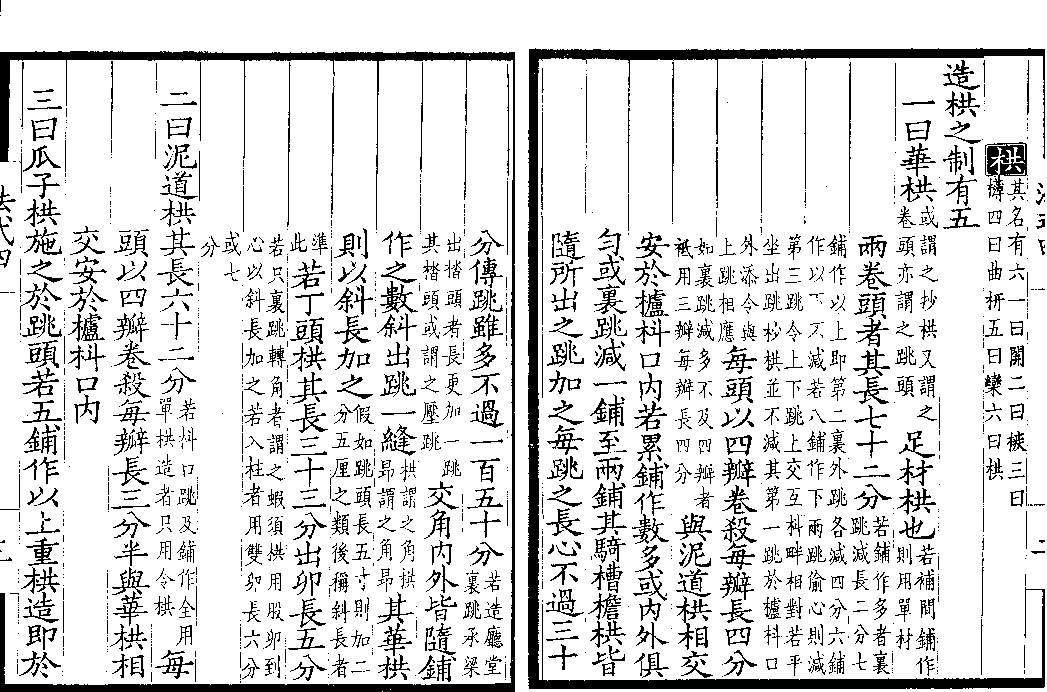 栱其名有六一曰閞二曰槉三曰欂四曰曲枅五曰欒六曰栱
造栱之制有五
一曰華栱或謂之抄栱又謂之卷頭亦謂之跳頭足材栱也若補間鋪作則用單材
兩卷頭者其長七十二分若鋪作多者裏跳減長二分七
鋪作以上即第二裏外跳各減四分六鋪作以下不減若八鋪作下兩跳偷心則減
第三跳令上下跳上交互枓畔相對若平坐出跳杪栱並不減其第一跳於櫨枓口
外添令與上跳相應每頭以四瓣卷殺每瓣長四分
如裏跳減多不及四瓣者祇用三瓣每瓣長四分與泥道栱相交
安於櫨枓口內若累鋪作數多或內外俱
勻或裏跳減一鋪至兩鋪其騎槽檐栱皆
隨所出之跳加之每跳之長心不過三十
分傳跳雖多不過一百五十分若造廳堂裏跳承梁
出楷頭者長更加一跳其楷頭或謂之壓跳交角內外皆隨鋪
作之數斜出跳一縫栱謂之角栱昂謂之角昂其華栱
則以斜長加之假如跳頭長五寸則加二分五厘之類後稱斜長者
準此若丁頭栱其長三十三分出卯長五分
若只裏跳轉角者謂之蝦須栱用股卯到心以斜長加之若入柱者用雙卯長六分
或七分
二曰泥道栱其長六十二分若枓口跳及鋪作全用單栱造者只用令栱每
頭以四瓣卷殺每瓣長三分半與華栱相
交安於櫨枓口內
三曰瓜子栱施之於跳頭若五鋪作以上重栱造即於